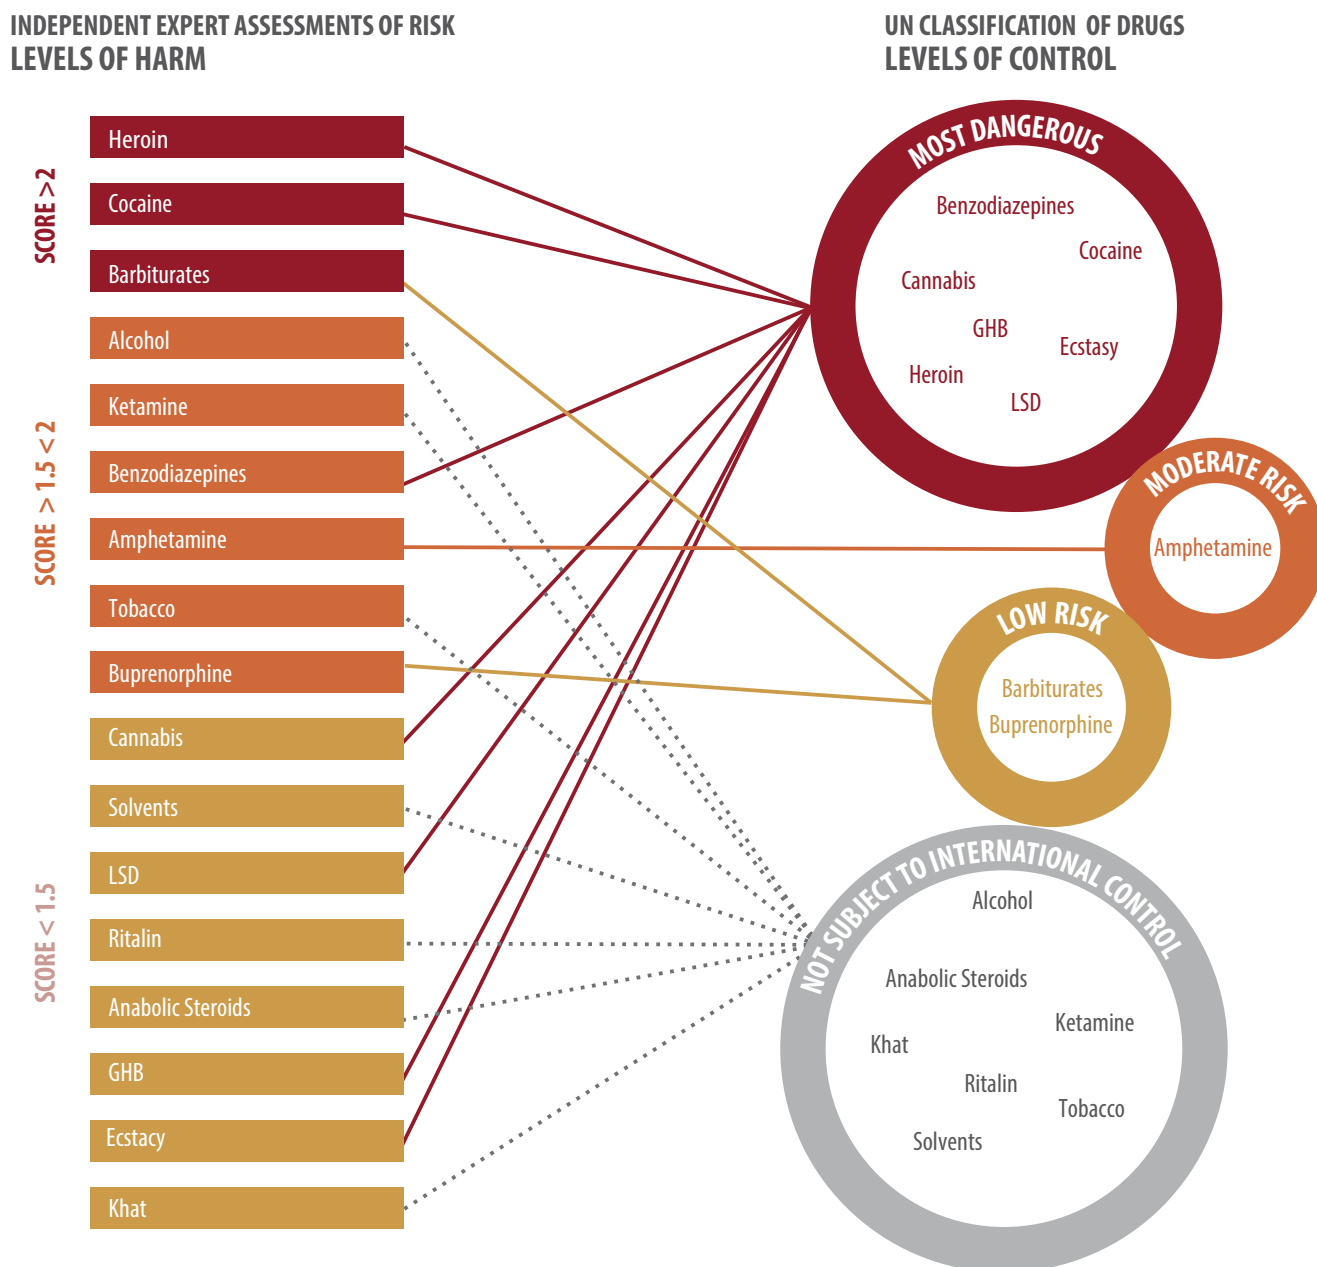 INDEPENDENT EXPERT ASSESSMENTS OF RISK
LEVELS OF HARM
SCORE >2
Heroin
Cocaine
Barbiturates
SCORE > 1.5 < 2
Alcohol
Ketamine
Benzodiazepines
Amphetamine
Tobacco
Buprenorphine
SCORE < 1.5
Cannabis
Solvents
LSD
Ritalin
Anabolic Steroids
GHB
Ecstacy
Khat
UN CLASSIFICATION OF DRUGS
LEVELS OF CONTROL
MOST DANGEROUS
Benzodiazepines
Cocaine
Cannabis
GHB
Ecstasy
Heroin
LSD
MODERATE RISK
Amphetamine
LOW RISK
Barbiturates
Buprenorphine
NOT SUBJECT TO INTERNATIONAL CONTROL
Alcohol
Anabolic Steroids
Ketamine
Khat
Ritalin
Tobacco
Solvents